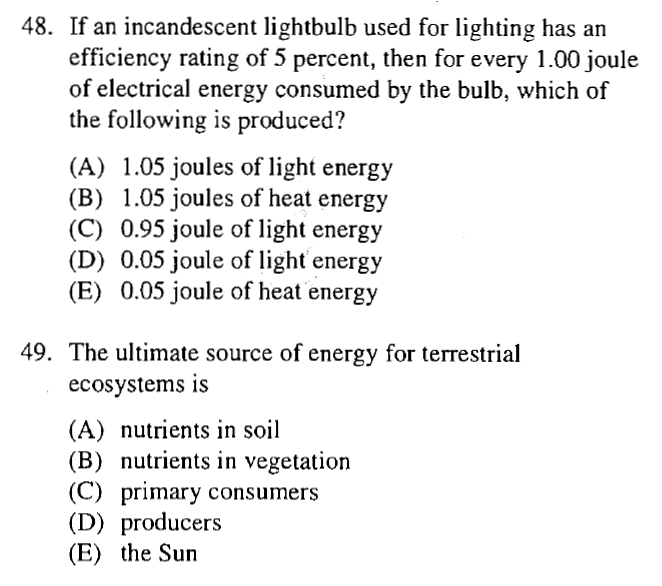 48. If an incandescent lightbulb used for lighting has an
efficiency rating of 5 percent, then for every 1.00 joule
of electrical energy consumed by the bulb, which of
the following is produced?
(A) 1.05 joules of light energy
(B) 1.05 joules of heat energy
(C) 0.95 joule of light energy
(D) 0.05 joule of light energy
(E) 0.05 joule of heat energy
49. The ultimate source of energy for terrestrial
ecosystems is
(A) nutrients in soil
(B) nutrients in vegetation
(C) primary consumers
(D) producers
(E) the Sun